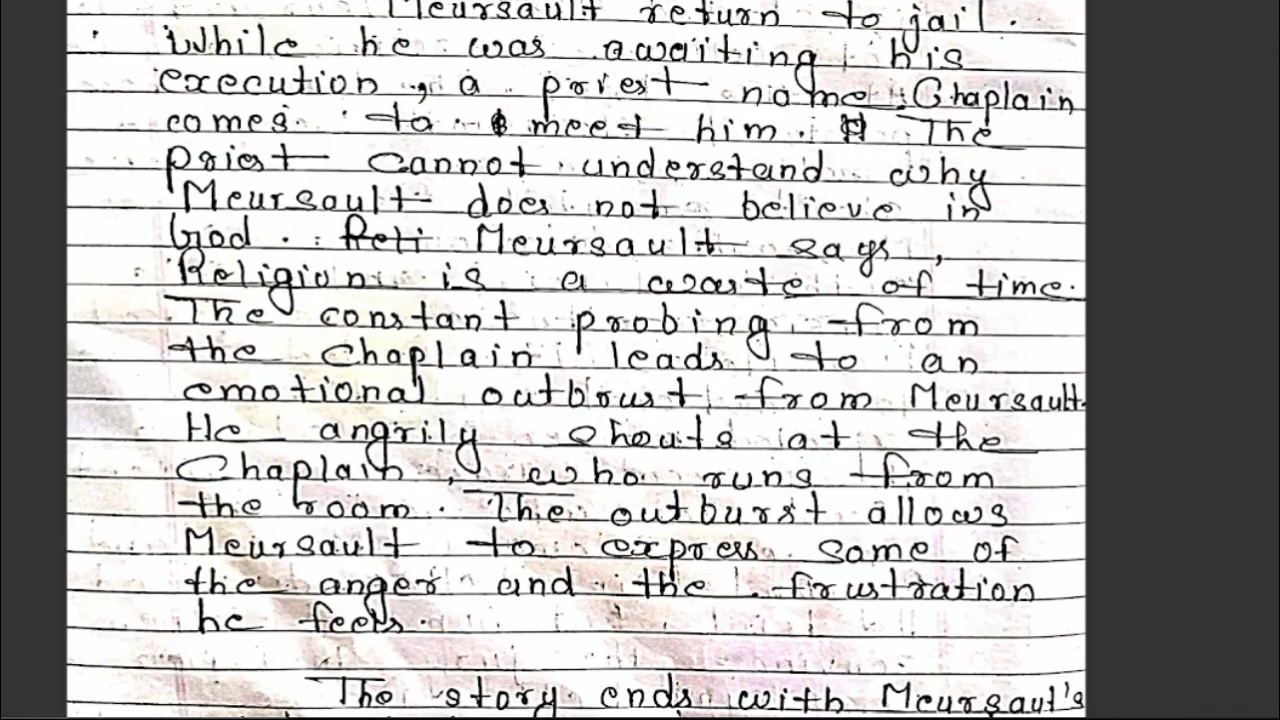 Meursault return to jail.
While he was awaiting his
execution, a priest name Chaplain
comes to meet him. The
priest cannot understand why
Meursault does not believe in
God. Reli Meursault says,
Religion is a waste of time.
The constant probing from
the Chaplain leads to an
emotional outbrust from Meursault.
He angrily shouts at the
Chaplain, who runs from
the room. The outburst allows
Meursault to express some of
the anger and the frustration
he feels.
The story ends with Meursaut's